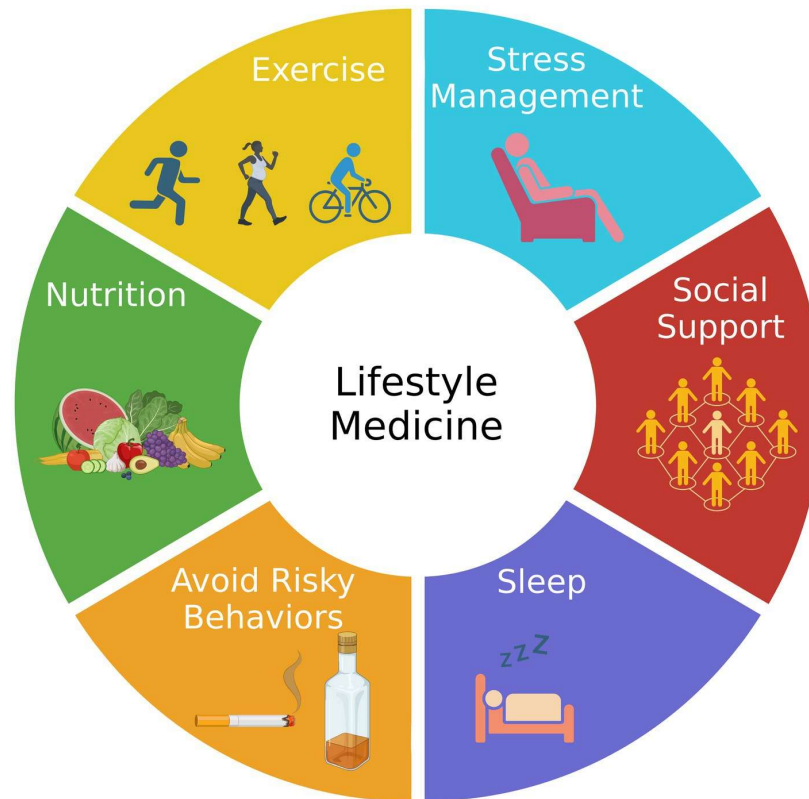 Exercise
Stress
Management
Nutrition
Social
Support
Lifestyle
Medicine
Avoid Risky
Behaviors
Sleep
z z Z